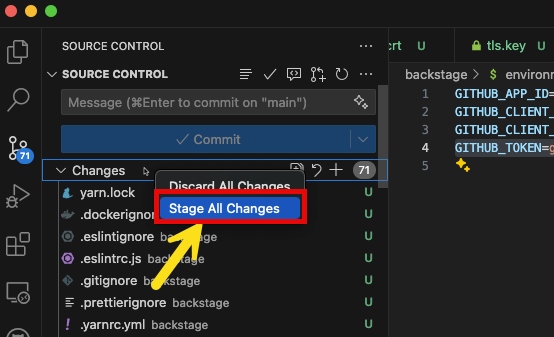 SOURCE CONTROL
SOURCE CONTROL
Message (⌘Enter to commit on "main")
Commit
Changes
71
Discard All Changes
Stage All Changes
yarn.lock U
.dockerignore U
.eslintignore backstage U
.eslintrc.js backstage U
.gitignore backstage U
.prettierignore backstage U
.yarnrc.yml backstage U
71
crt U
tls.key U
backstage > $ environm
1 GITHUB_APP_ID=
2 GITHUB_CLIENT_
3 GITHUB_CLIENT_
4 GITHUB_TOKEN=g
5